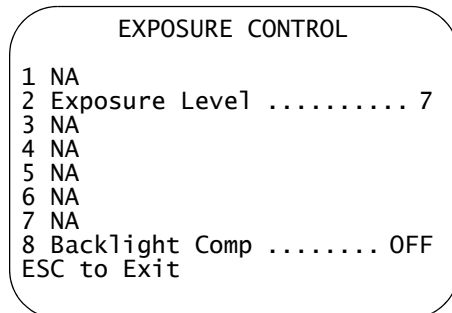 EXPOSURE CONTROL
1 NA
2 Exposure Level .......... 7
3 NA
4 NA
5 NA
6 NA
7 NA
8 Backlight Comp ........ OFF
ESC to Exit